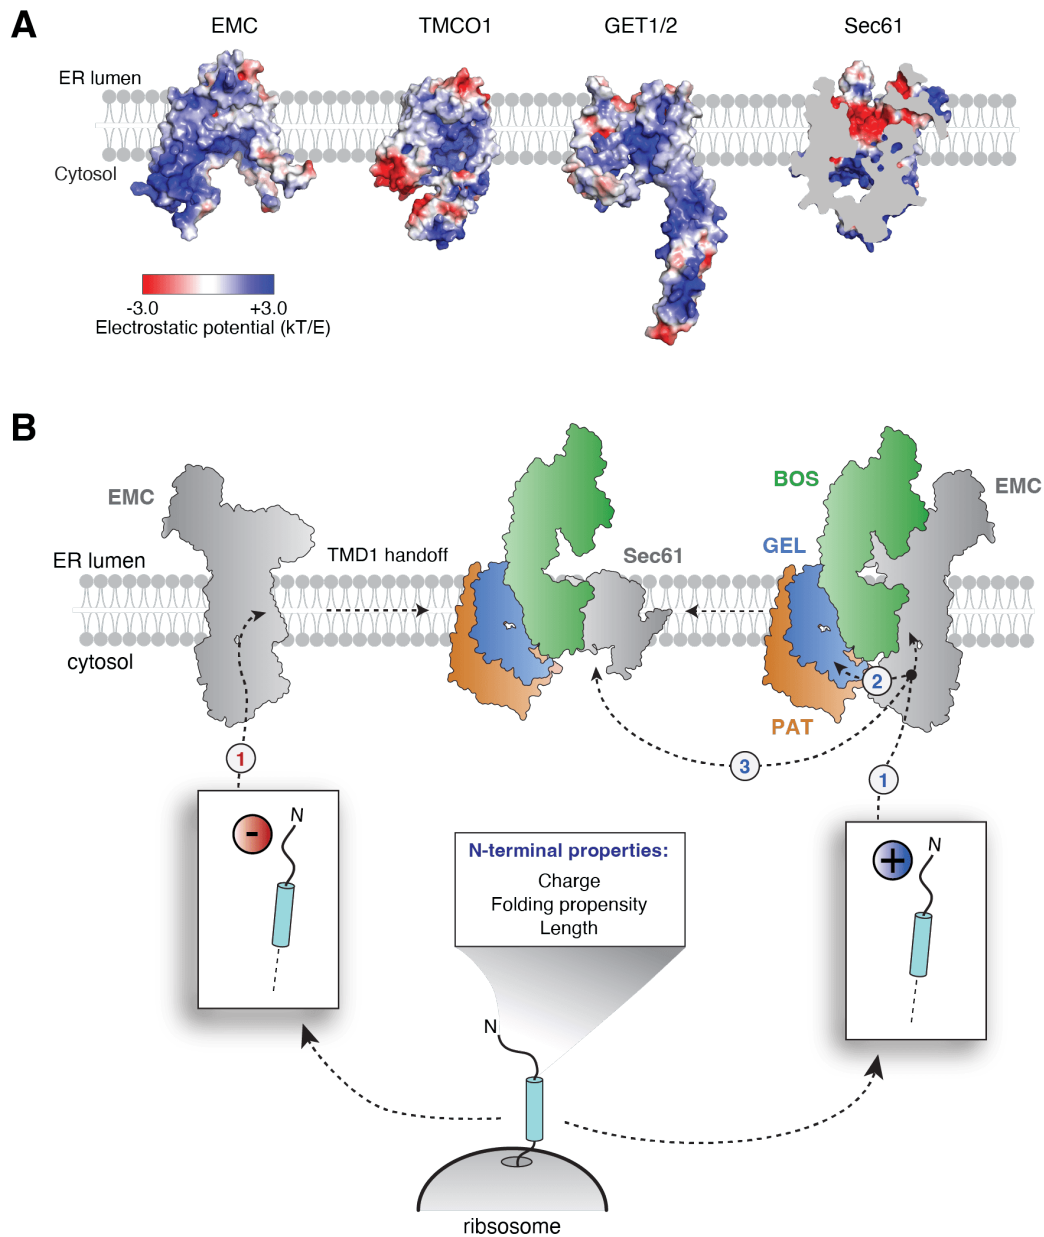 A
EMC
TMCO1
GET1/2
Sec61
ER lumen
Cytosol
-3.0
+3.0
Electrostatic potential (kT/E)
B
BOS
EMC
EMC
GEL
Sec61
TMD1 handoff
ER lumen
cytosol
2
PAT
1
3
1
N
-
N
+
N-terminal properties:
Charge
Folding propensity
Length
N
ribsosome